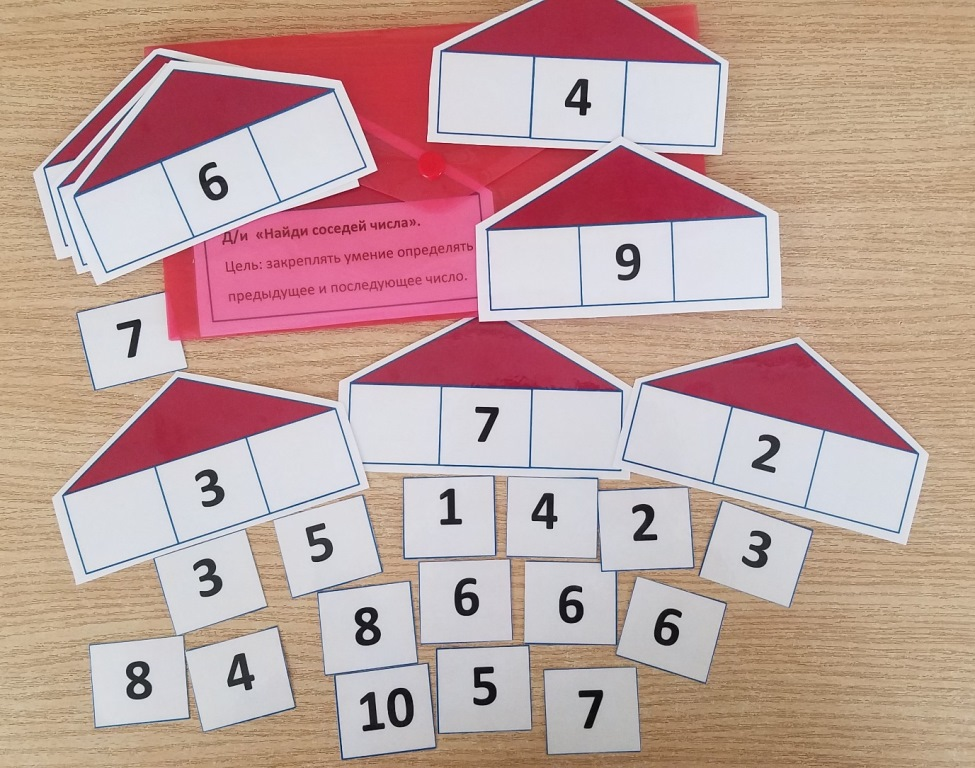 4
6
9
Д/и «Найди соседей числа».
Цель: закреплять умение определять
предыдущее и последующее число.
7
7
3
2
1 4 2 3
3 5
6 6 6
8
8 4
10 5 7